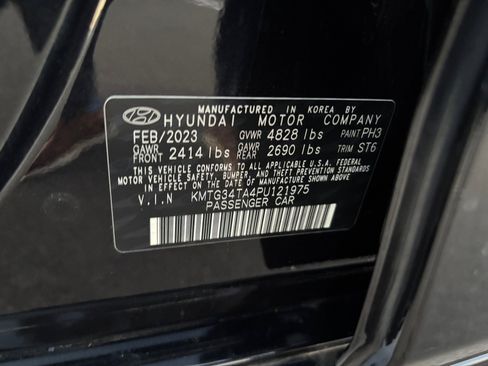 MANUFACTURED IN KOREA BY
HYUNDAI MOTOR COMPANY
FEB/2023 GVWR 4828 lbs PAINT PH3
GAWR FRONT 2414 lbs GAWR REAR 2690 lbs TRIM ST6
THIS VEHICLE CONFORMS TO ALL APPLICABLE U.S.A. FEDERAL
MOTOR VEHICLE SAFETY, BUMPER, AND THEFT PREVENTION
STANDARDS IN EFFECT ON THE DATE OF MANUFACTURE SHOWN ABOVE.
V.I.N KMTG34TA4PU121975
PASSENGER CAR